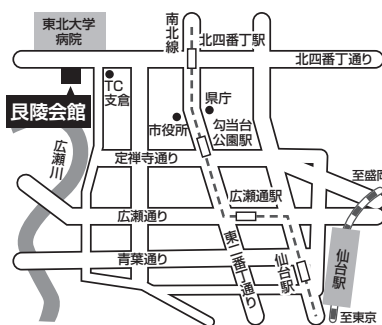 東北大学
病院
南北線
北四番丁駅
北四番丁通り
TC
支倉
艮陵会館
県庁
市役所
勾当台
公園駅
広瀬川
定禅寺通り
至盛岡
広瀬通駅
広瀬通り
青葉通り
東二番丁通り
仙台駅
仙台駅
至東京